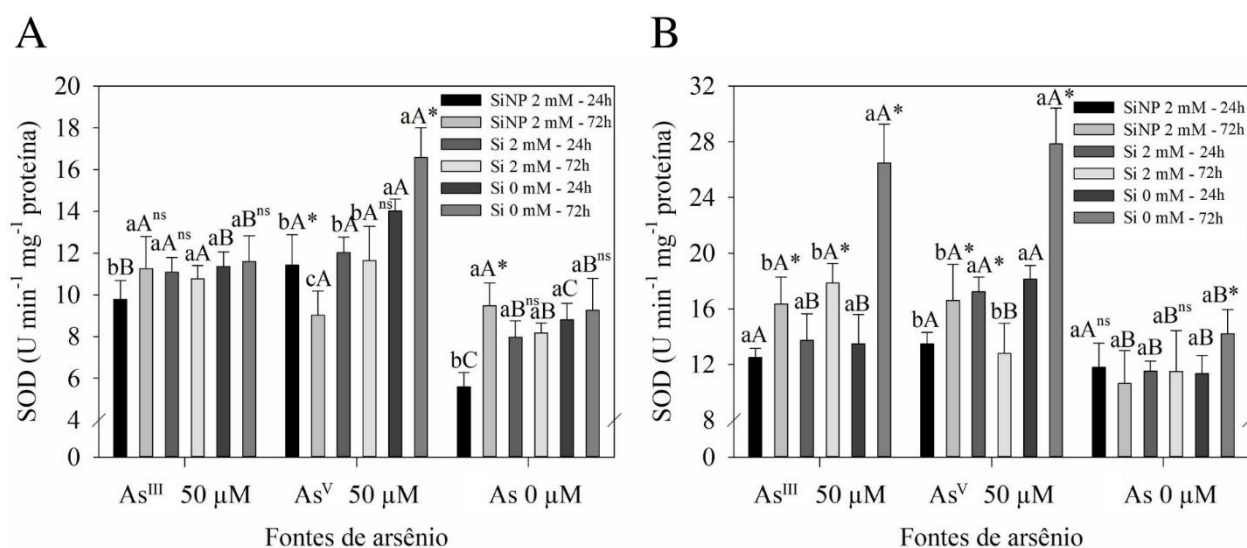 A
SOD (U min⁻¹ mg⁻¹ proteína)
20
18
16
14
12
10
8
6
4
0
SiNP 2 mM - 24h
SiNP 2 mM - 72h
Si 2 mM - 24h
Si 2 mM - 72h
Si 0 mM - 24h
Si 0 mM - 72h
bB
aAⁿˢ
aAⁿˢ
aA
aB
aBⁿˢ
bA*
cA
bA
bAⁿˢ
aA
aA*
bC
aA*
aBⁿˢ
aB
aC
aBⁿˢ
Asᴵᴵᴵ 50 µM
Asⱽ 50 µM
As 0 µM
Fontes de arsênio
B
SOD (U min⁻¹ mg⁻¹ proteína)
32
28
24
20
16
12
8
0
SiNP 2 mM - 24h
SiNP 2 mM - 72h
Si 2 mM - 24h
Si 2 mM - 72h
Si 0 mM - 24h
Si 0 mM - 72h
aA
bA*
aB
bA*
aB
aA*
bA
bA*
aA*
bB
aA
aA*
aAⁿˢ
aB
aB
aBⁿˢ
aB
aB*
Asᴵᴵᴵ 50 µM
Asⱽ 50 µM
As 0 µM
Fontes de arsênio